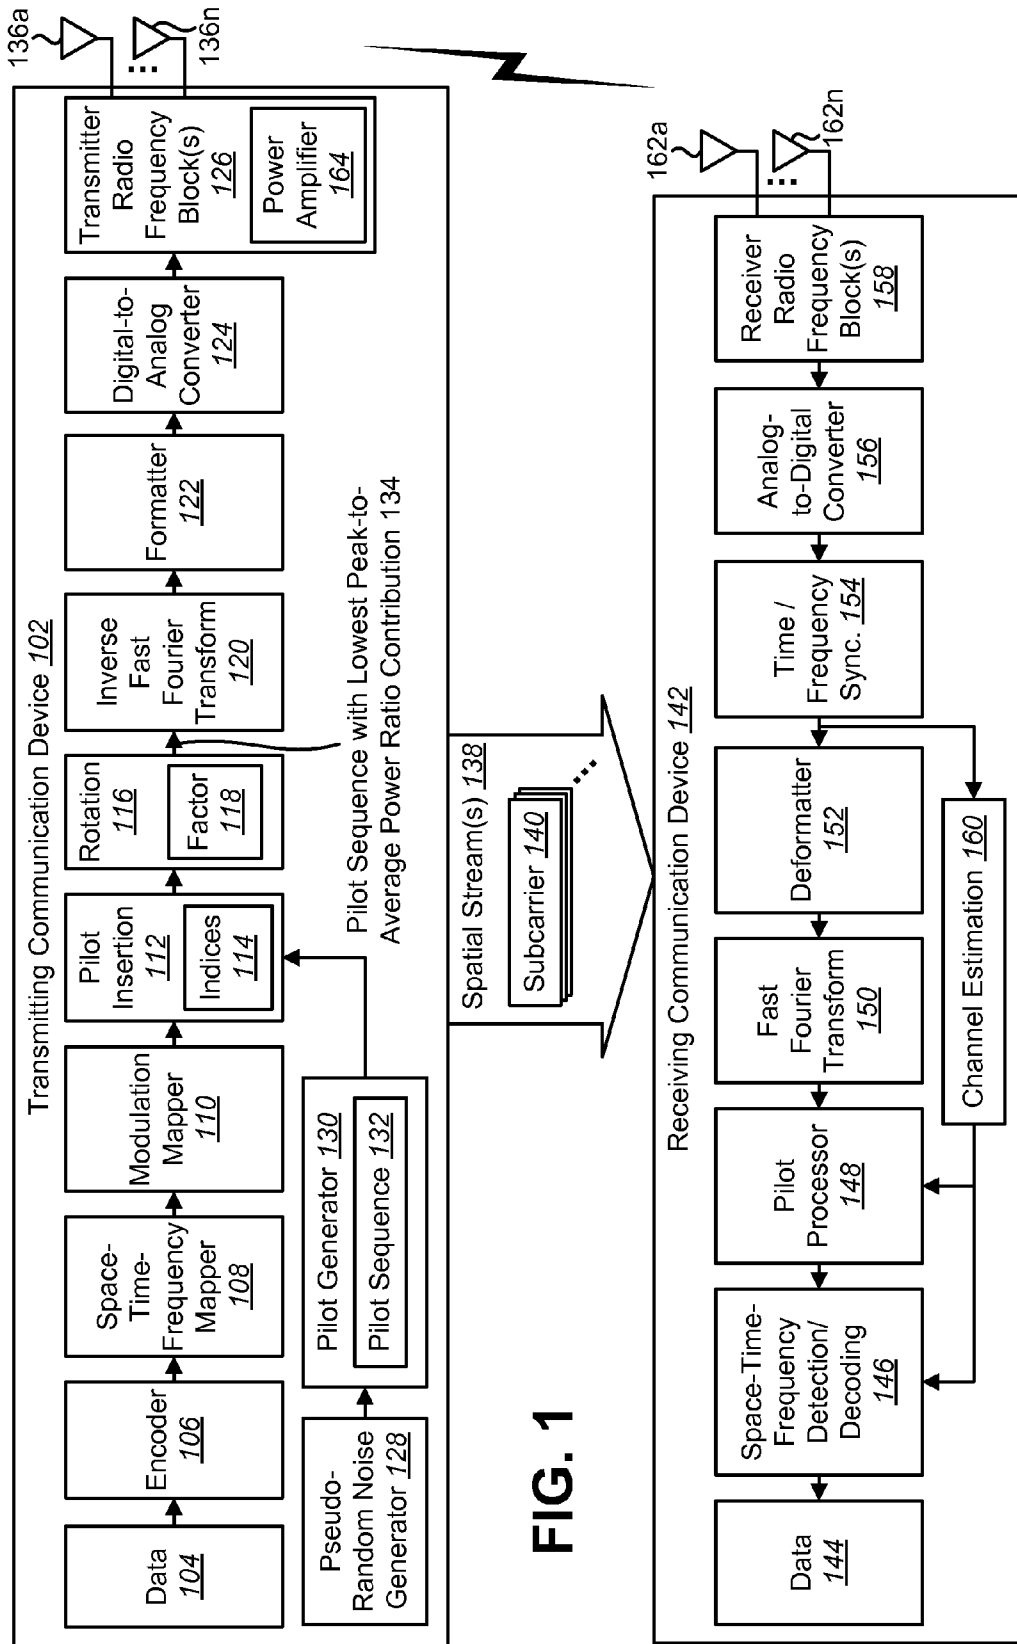 Transmitting Communication Device 102
Data
104
Encoder
106
Space-
Time-
Frequency
Mapper
108
Modulation
Mapper
110
Pilot
Insertion
112
Indices
114
Rotation
116
Factor
118
Inverse
Fast
Fourier
Transform
120
Formatter
122
Digital-to-
Analog
Converter
124
Transmitter
Radio
Frequency
Block(s)
126
Power
Amplifier
164
136a
136n
Pseudo-
Random Noise
Generator 128
Pilot Generator 130
Pilot Sequence 132
Pilot Sequence with Lowest Peak-to-
Average Power Ratio Contribution 134
Spatial Stream(s) 138
Subcarrier 140
FIG. 1
Receiving Communication Device 142
Data
144
Space-Time-
Frequency
Detection/
Decoding
146
Pilot
Processor
148
Fast
Fourier
Transform
150
Deformatter
152
Time /
Frequency
Sync. 154
Analog-
to-Digital
Converter
156
Receiver
Radio
Frequency
Block(s)
158
162a
162n
Channel Estimation 160